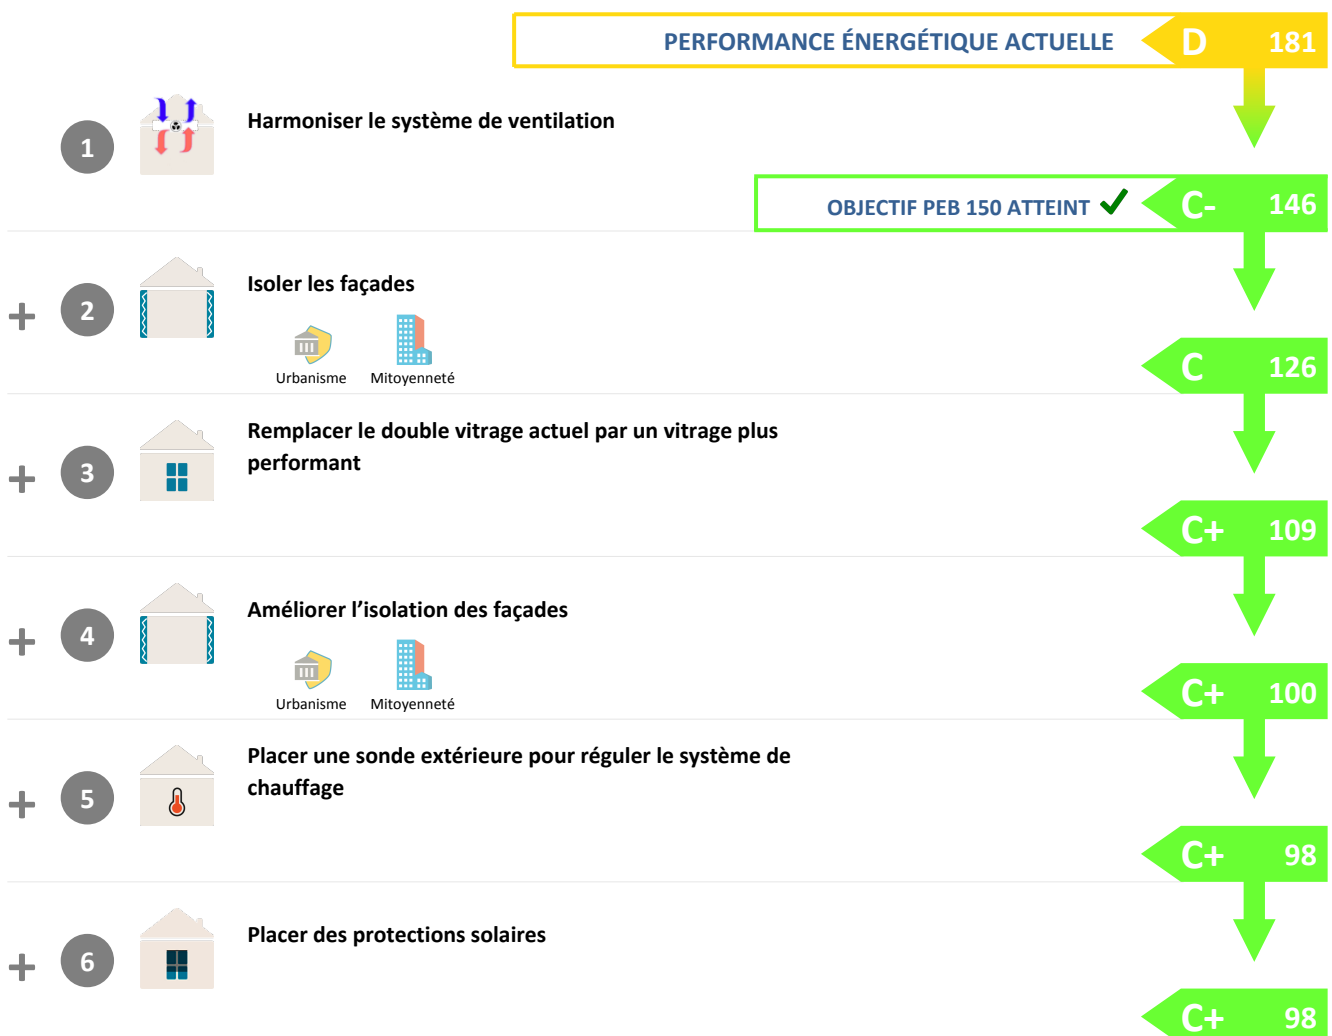 PERFORMANCE ÉNERGÉTIQUE ACTUELLE D 181
1 Harmoniser le système de ventilation
OBJECTIF PEB 150 ATTEINT C- 146
+ 2 Isoler les façades
Urbanisme Mitoyenneté
C 126
+ 3 Remplacer le double vitrage actuel par un vitrage plus
performant
C+ 109
+ 4 Améliorer l’isolation des façades
Urbanisme Mitoyenneté
C+ 100
+ 5 Placer une sonde extérieure pour réguler le système de
chauffage
C+ 98
+ 6 Placer des protections solaires
C+ 98